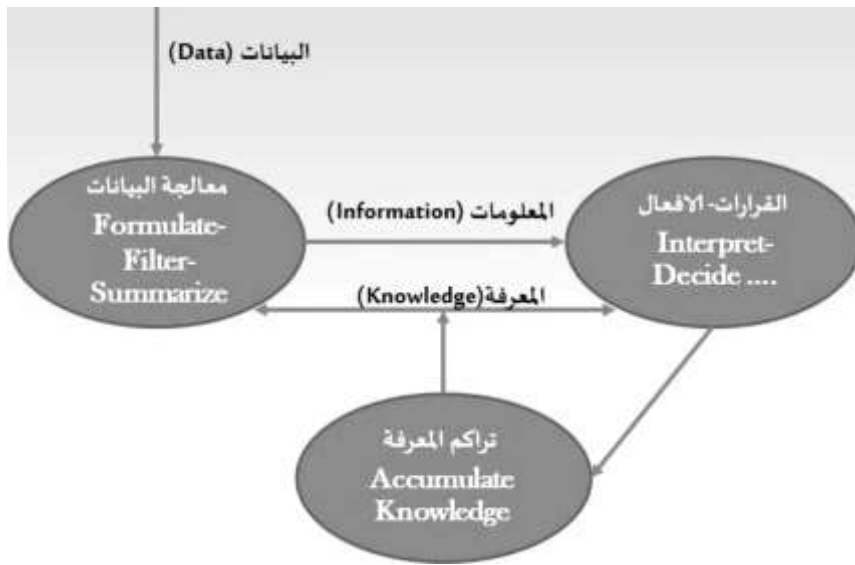 البيانات (Data)
معالجة البيانات
Formulate-
Filter-
Summarize
المعلومات (Information)
القرارات- الافعال
Interpret-
Decide ....
المعرفة(Knowledge)
تراكم المعرفة
Accumulate
Knowledge